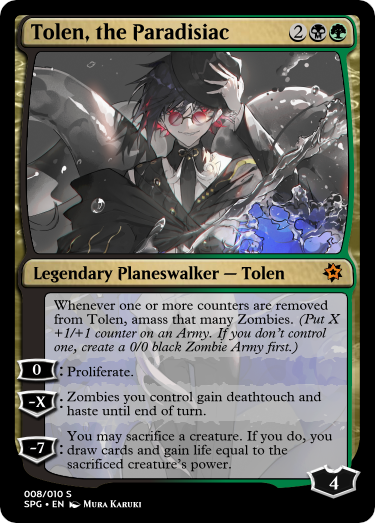 Tolen, the Paradisiac 2
Legendary Planeswalker — Tolen
Whenever one or more counters are removed
from Tolen, amass that many Zombies. (Put X
+1/+1 counter on an Army. If you don't control
one, create a 0/0 black Zombie Army first.)
0 : Proliferate.
-X : Zombies you control gain deathtouch and
haste until end of turn.
-7 : You may sacrifice a creature. If you do, you
draw cards and gain life equal to the
sacrificed creature's power.
4
008/010 S
SPG • EN Mura Karuki